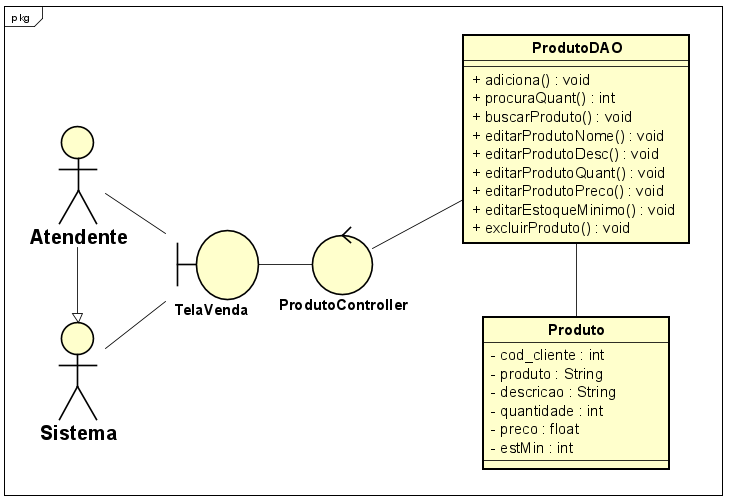 pkg
ProdutoDAO
+ adiciona() : void
+ procuraQuant() : int
+ buscarProduto() : void
+ editarProdutoNome() : void
+ editarProdutoDesc() : void
+ editarProdutoQuant() : void
+ editarProdutoPreco() : void
+ editarEstoqueMinimo() : void
+ excluirProduto() : void
Atendente
TelaVenda
ProdutoController
Produto
- cod_cliente : int
- produto : String
- descricao : String
- quantidade : int
- preco : float
- estMin : int
Sistema